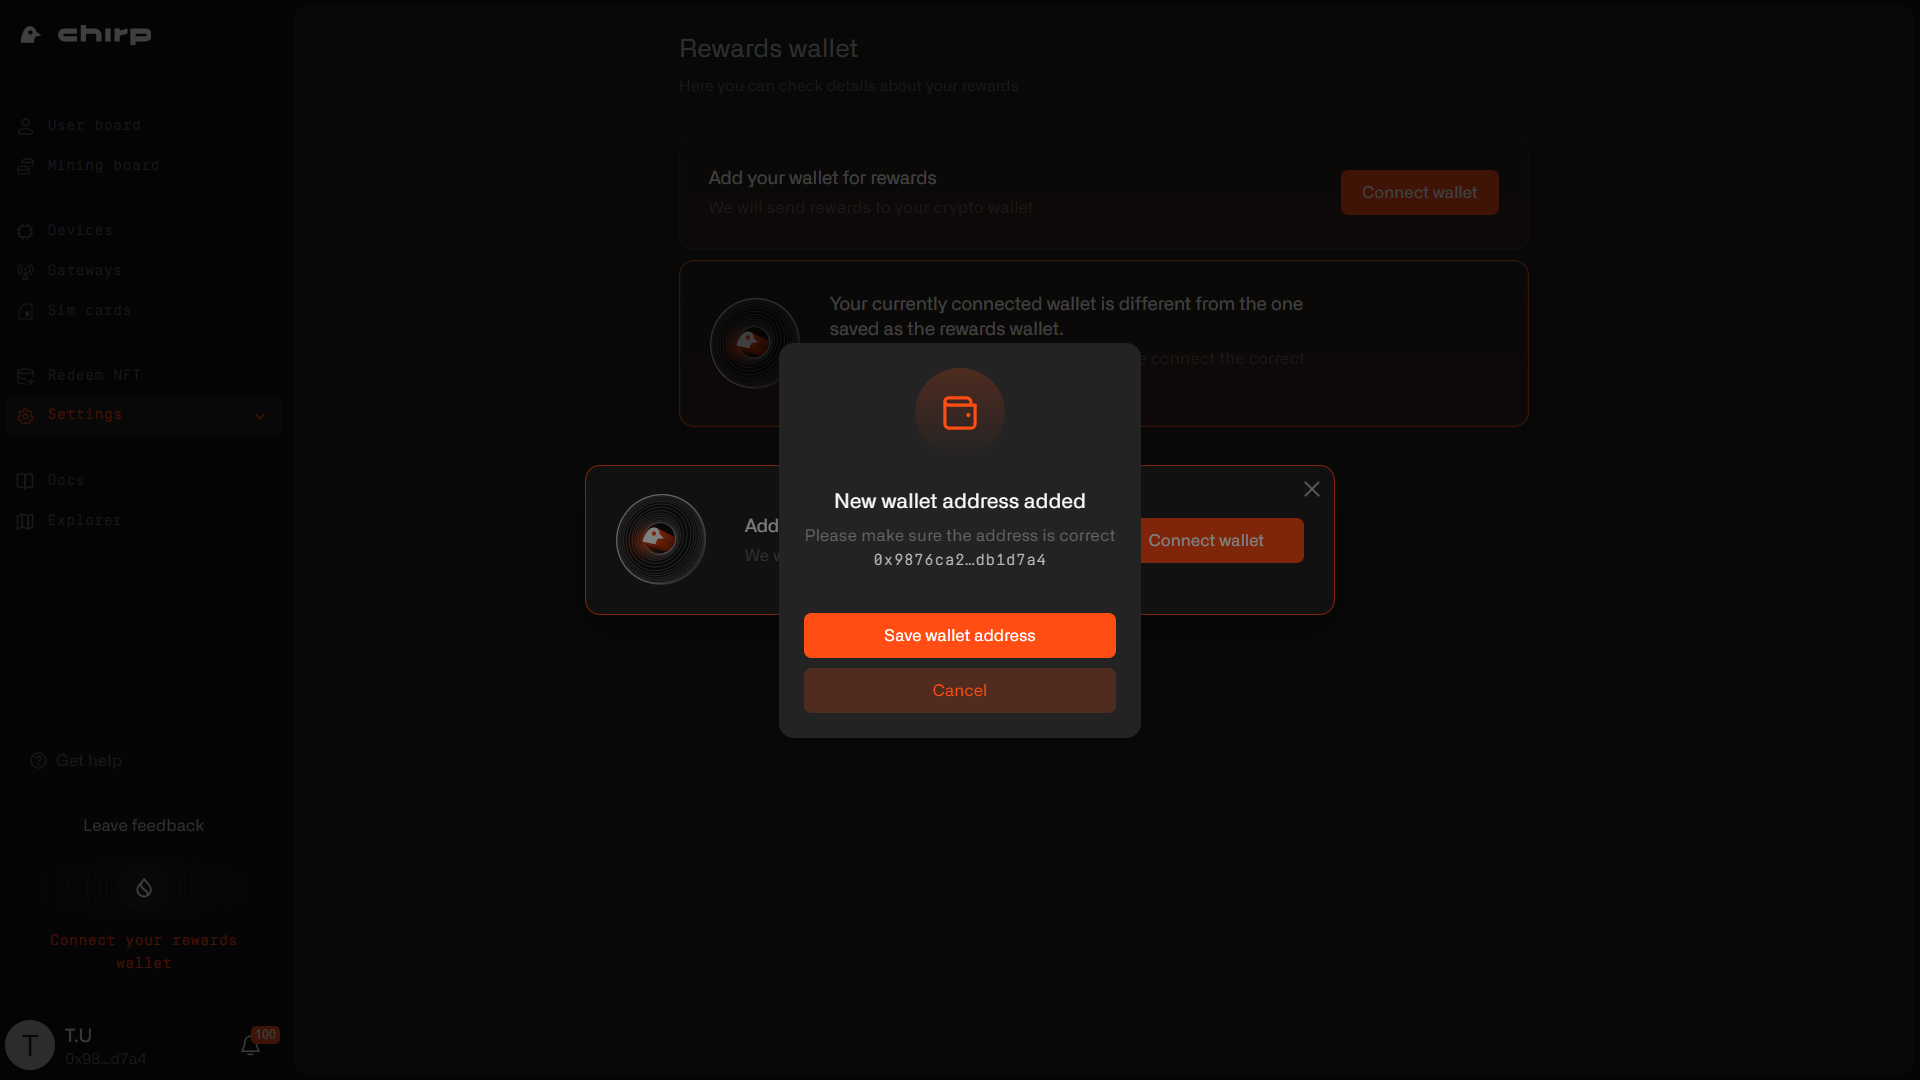 chirp
User board
Mining board
Devices
Gateways
Sim cards
Redeem NFT
Settings
Docs
Explorer
Get help
Leave feedback
Connect your rewards
wallet
T
T.U
0x98...d7a4
100
Rewards wallet
Here you can check details about your rewards
Add your wallet for rewards
We will send rewards to your crypto wallet
Connect wallet
Your currently connected wallet is different from the one
saved as the rewards wallet.
connect the correct
Add
We
Connect wallet
New wallet address added
Please make sure the address is correct
0x9876ca2…db1d7a4
Save wallet address
Cancel